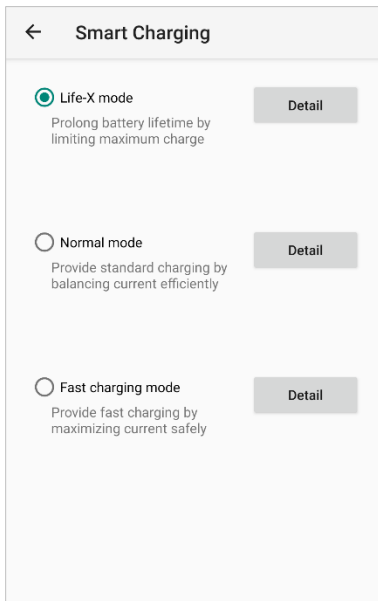 Smart Charging
Life-X mode
Detail
Prolong battery lifetime by
limiting maximum charge
Normal mode
Detail
Provide standard charging by
balancing current efficiently
Fast charging mode
Detail
Provide fast charging by
maximizing current safely